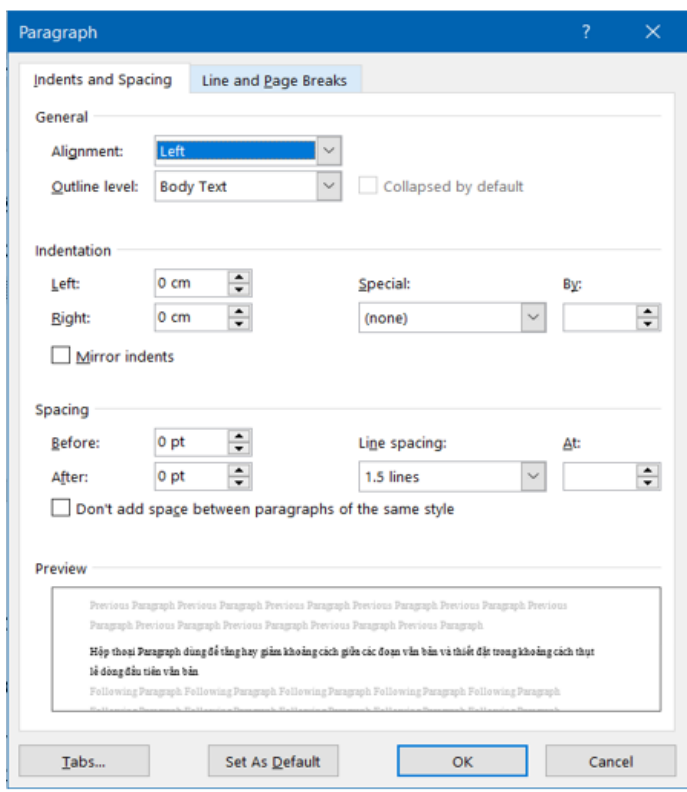 Paragraph ? ×
Indents and Spacing Line and Page Breaks
General
Alignment: Left
Outline level: Body Text Collapsed by default
Indentation
Left: 0 cm Special: By:
Right: 0 cm (none)
Mirror indents
Spacing
Before: 0 pt Line spacing: At:
After: 0 pt 1.5 lines
Don't add space between paragraphs of the same style
Preview
Previous Paragraph Previous Paragraph Previous Paragraph Previous Paragraph Previous Paragraph Previous
Paragraph Previous Paragraph Previous Paragraph Previous Paragraph Previous Paragraph
Hộp thoại Paragraph dùng để tăng hay giảm khoảng cách giữa các đoạn văn bản và thiết đặt trong khoảng cách thụt
lề dòng đầu tiên văn bản
Following Paragraph Following Paragraph Following Paragraph Following Paragraph Following Paragraph
Tabs... Set As Default OK Cancel